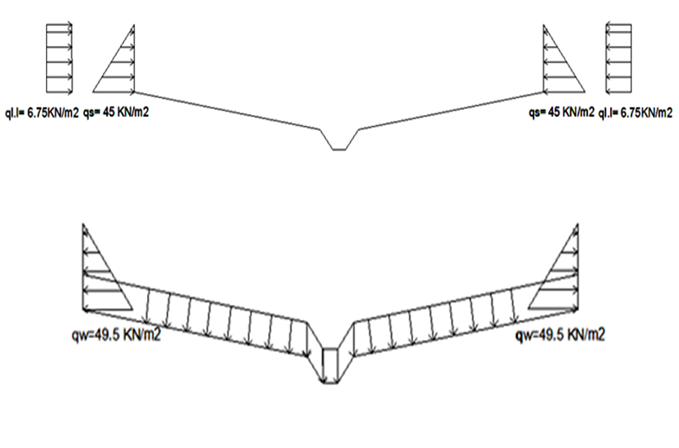 ql.l= 6.75KN/m2 qs= 45 KN/m2 qs= 45 KN/m2 ql.l= 6.75KN/m2
qw=49.5 KN/m2 qw=49.5 KN/m2